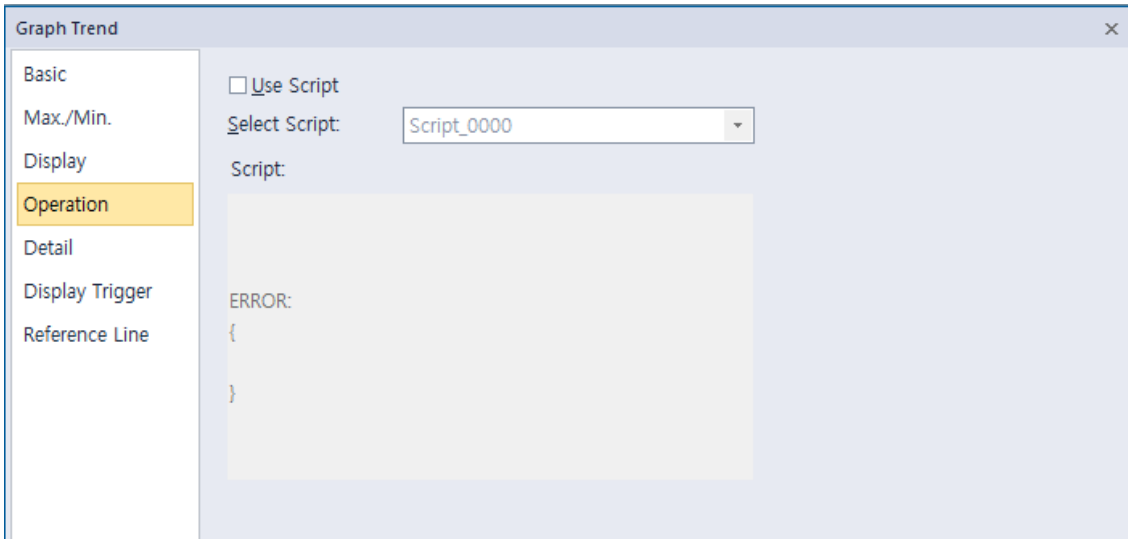 Graph Trend
Basic
Max./Min.
Display
Operation
Detail
Display Trigger
Reference Line
Use Script
Select Script:
Script_0000
Script:
ERROR:
{
}